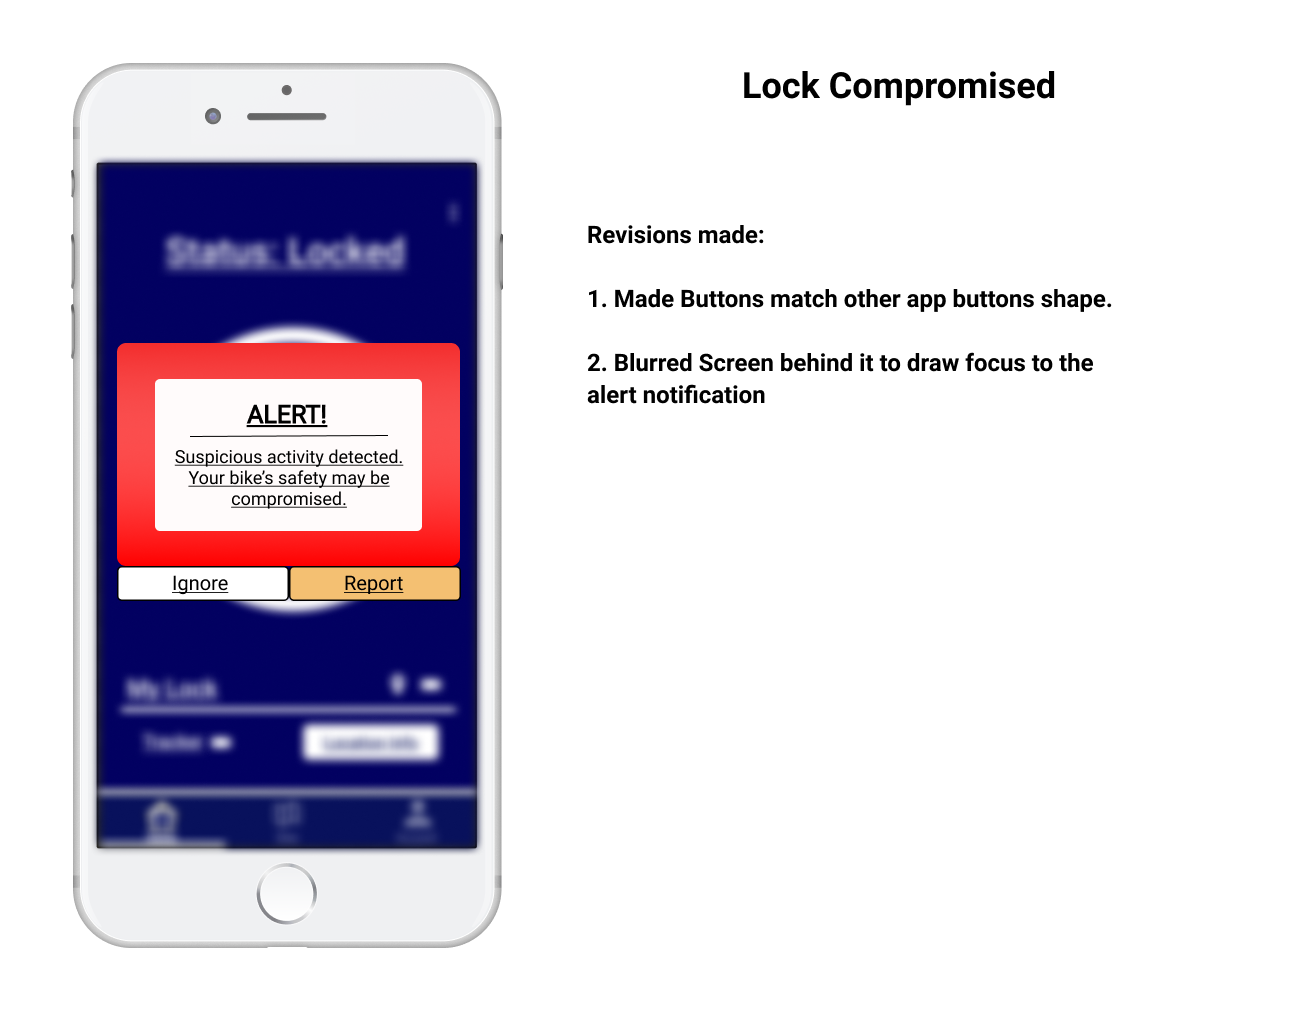 Lock Compromised
Status: Locked
Revisions made:
1. Made Buttons match other app buttons shape.
2. Blurred Screen behind it to draw focus to the
alert notification
ALERT!
Suspicious activity detected.
Your bike's safety may be
compromised.
Ignore
Report
My Lock
Tracker
Location Info